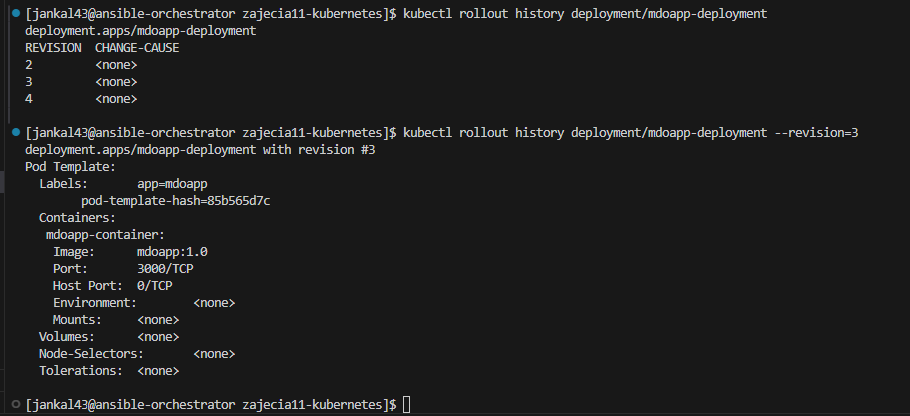 [jankal43@ansible-orchestrator zajecia11-kubernetes]$ kubectl rollout history deployment/mdoapp-deployment
deployment.apps/mdoapp-deployment
REVISION  CHANGE-CAUSE
2         <none>
3         <none>
4         <none>
[jankal43@ansible-orchestrator zajecia11-kubernetes]$ kubectl rollout history deployment/mdoapp-deployment --revision=3
deployment.apps/mdoapp-deployment with revision #3
Pod Template:
  Labels:       app=mdoapp
        pod-template-hash=85b565d7c
  Containers:
   mdoapp-container:
    Image:      mdoapp:1.0
    Port:       3000/TCP
    Host Port:  0/TCP
    Environment:        <none>
    Mounts:     <none>
  Volumes:      <none>
  Node-Selectors:       <none>
  Tolerations:  <none>
[jankal43@ansible-orchestrator zajecia11-kubernetes]$